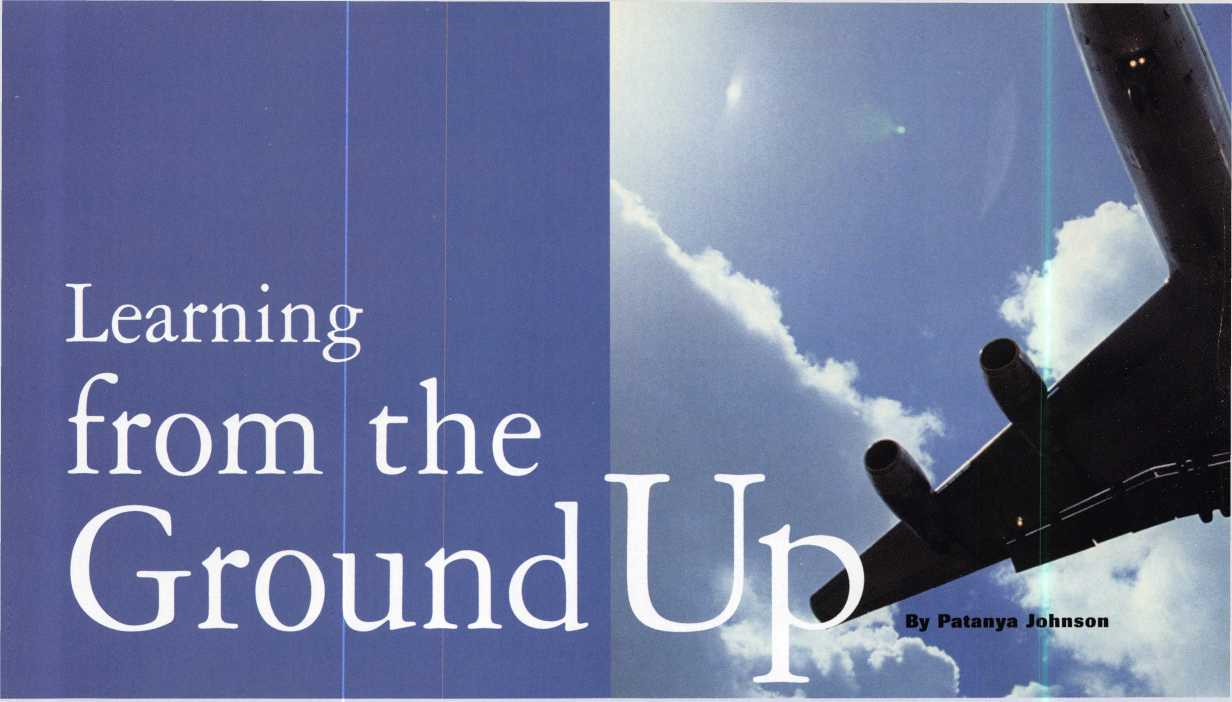 Learning
from the
Ground Up
By Patanya Johnson